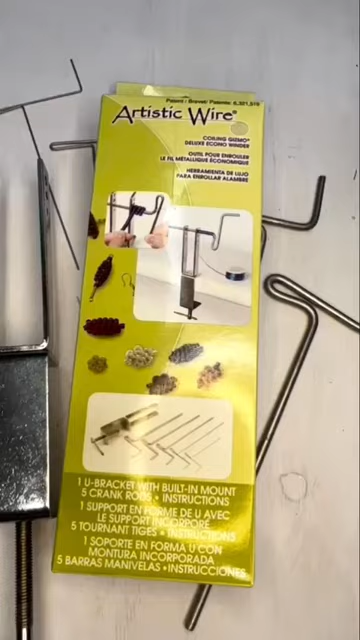 Patent • Brevet • Patente: 6,321,519
Artistic Wire®
COILING GIZMO®
DELUXE ECONO WINDER
OUTIL POUR ENROULER
LE FIL MÉTALLIQUE ÉCONOMIQUE
HERRAMIENTA DE LUJO
PARA ENROLLAR ALAMBRE
1 U-BRACKET WITH BUILT-IN MOUNT
5 CRANK RODS • INSTRUCTIONS
1 SUPPORT EN FORME DE U AVEC
LE SUPPORT INCORPORÉ
5 TOURNANT TIGES • INSTRUCTIONS
1 SOPORTE EN FORMA U CON
MONTURA INCORPORADA
5 BARRAS MANIVELAS • INSTRUCCIONES